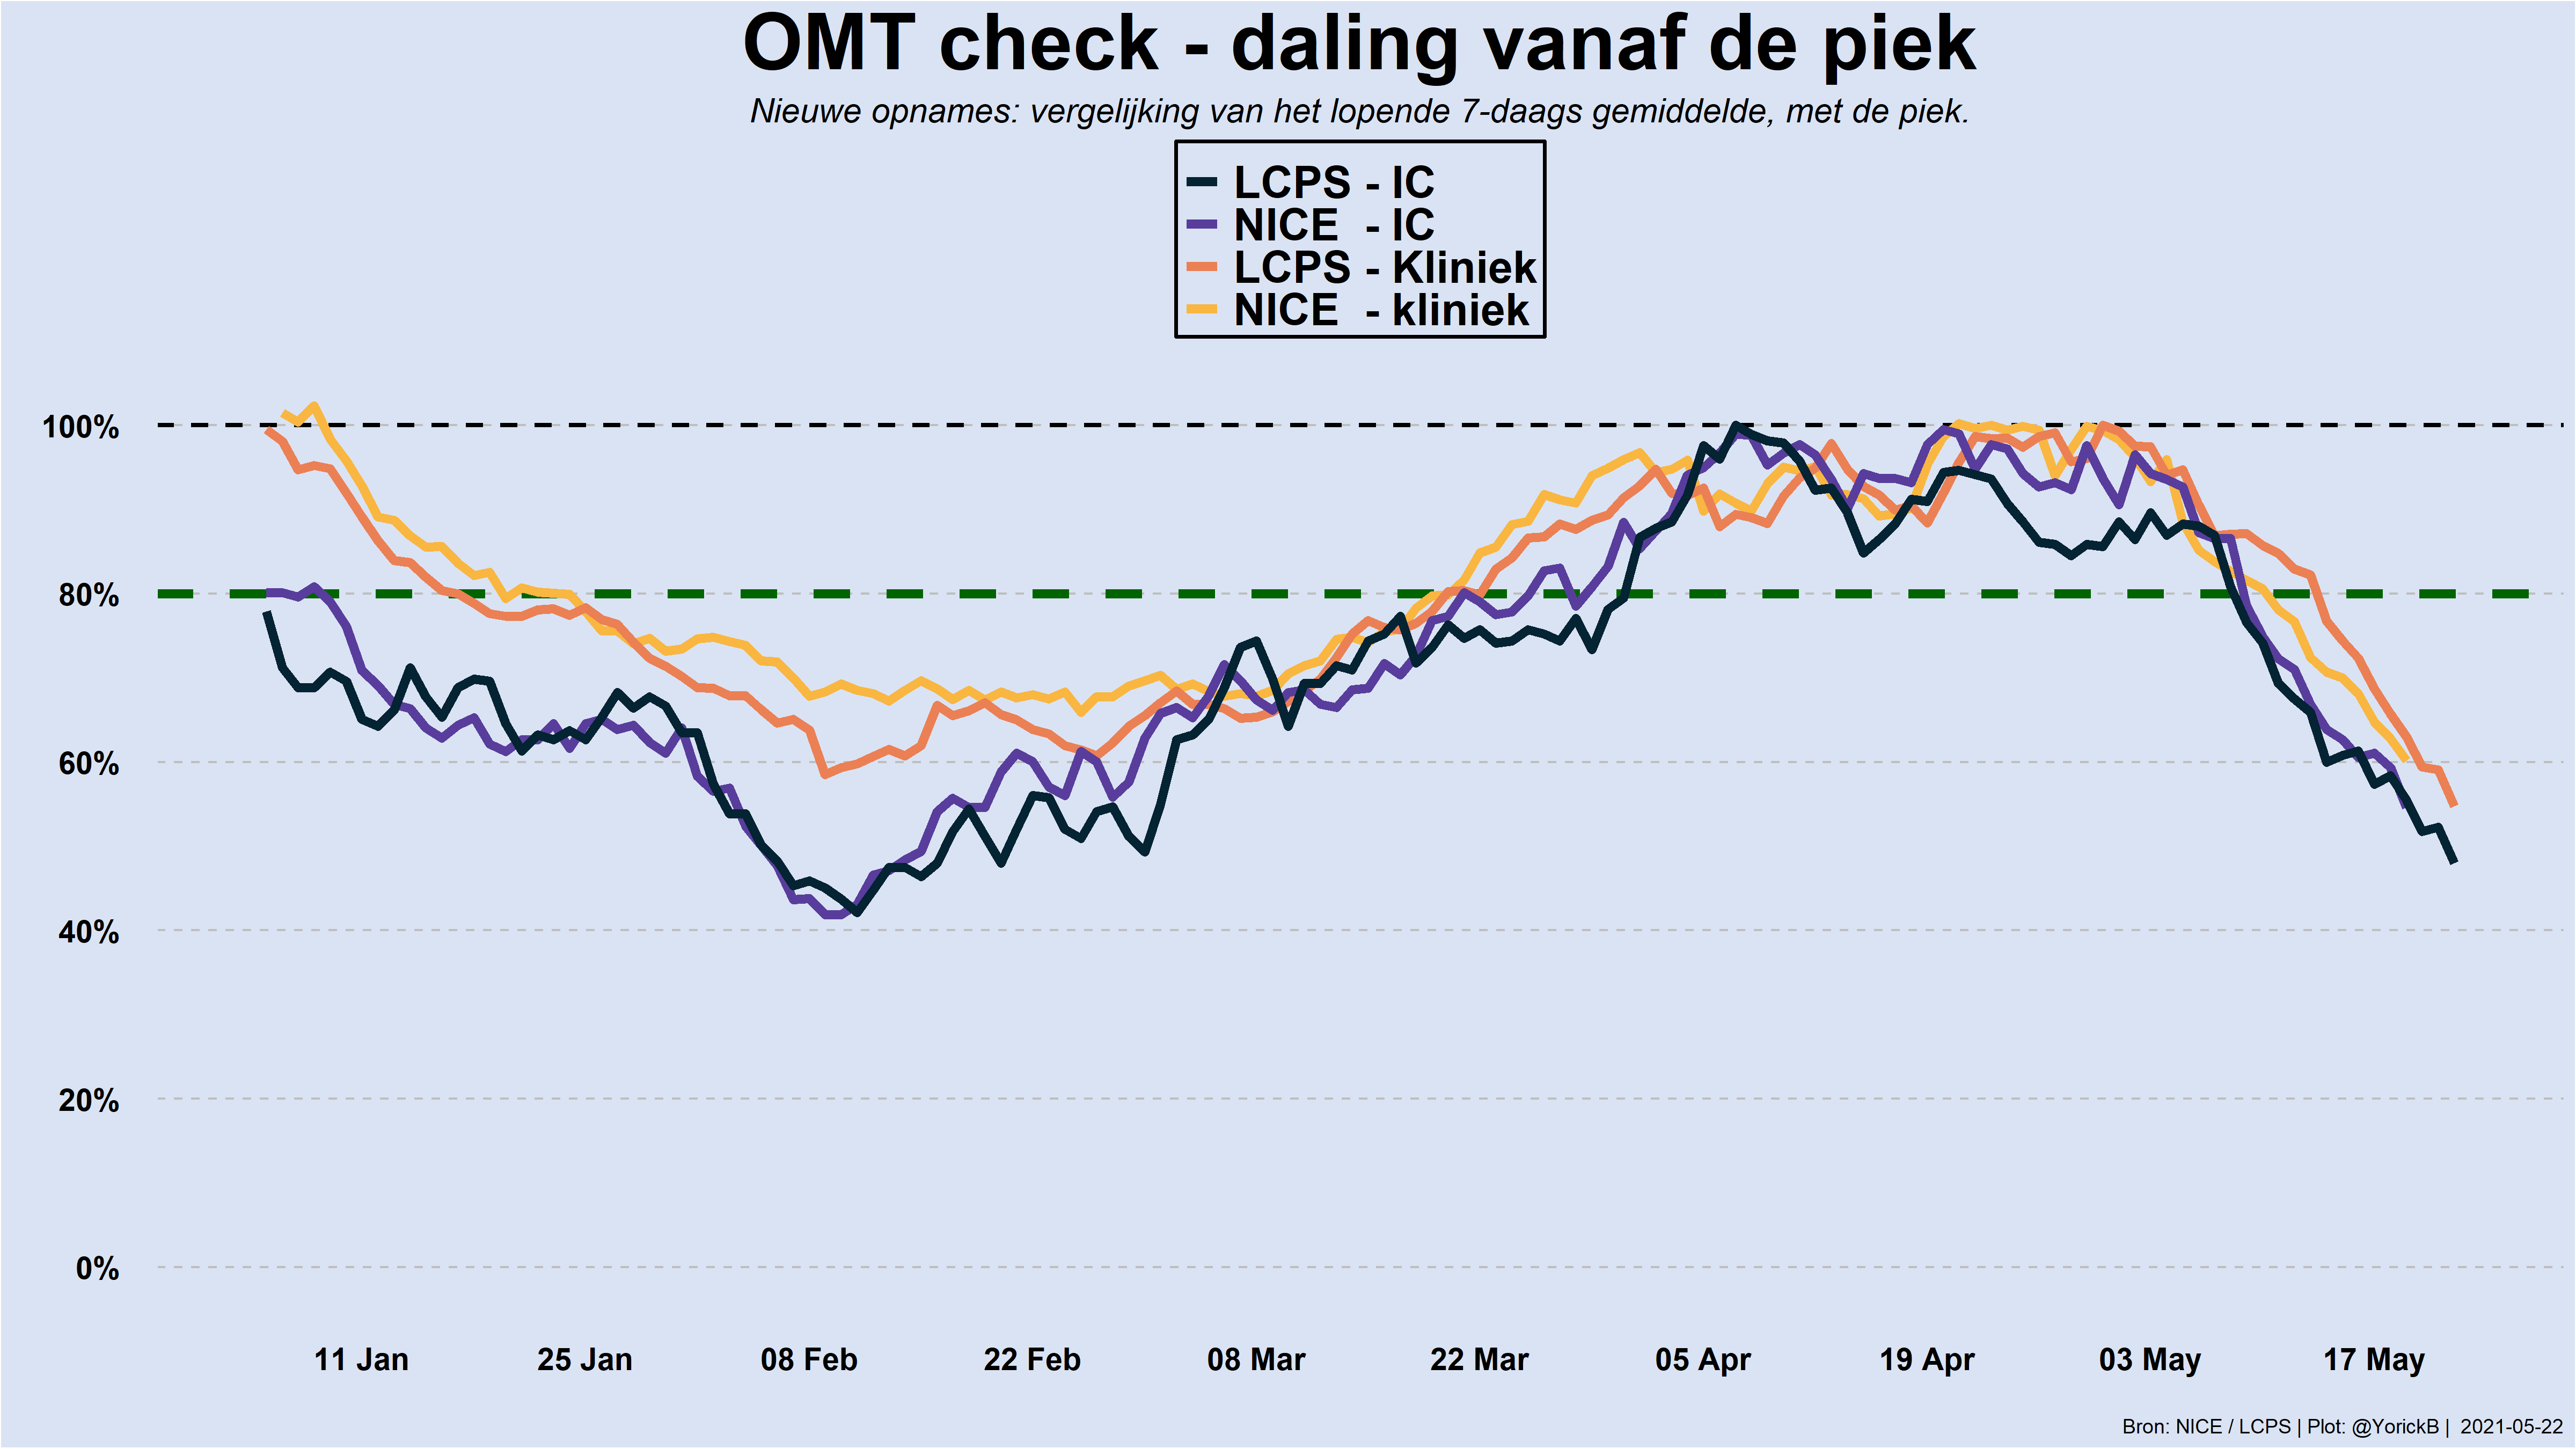 OMT check - daling vanaf de piek
Nieuwe opnames: vergelijking van het lopende 7-daags gemiddelde, met de piek.
LCPS - IC
NICE - IC
LCPS - Kliniek
NICE - kliniek
100%
80%
60%
40%
20%
0%
11 Jan 25 Jan 08 Feb 22 Feb 08 Mar 22 Mar 05 Apr 19 Apr 03 May 17 May
Bron: NICE / LCPS | Plot: @YorickB | 2021-05-22